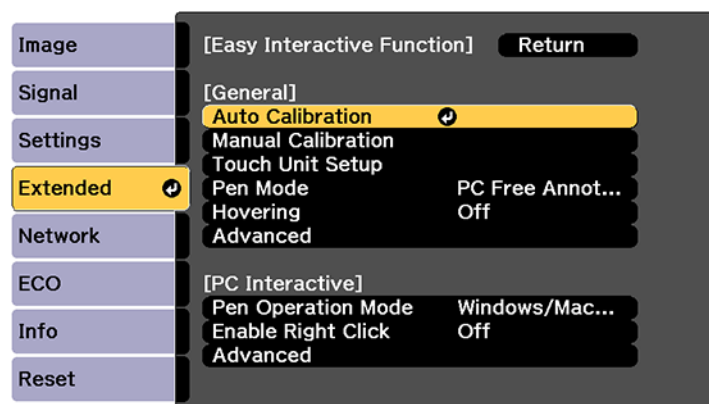 Image
Signal
Settings
Extended
Network
ECO
Info
Reset
[Easy Interactive Function] Return
[General]
Auto Calibration
Manual Calibration
Touch Unit Setup
Pen Mode PC Free Annot...
Hovering Off
Advanced
[PC Interactive]
Pen Operation Mode Windows/Mac...
Enable Right Click Off
Advanced